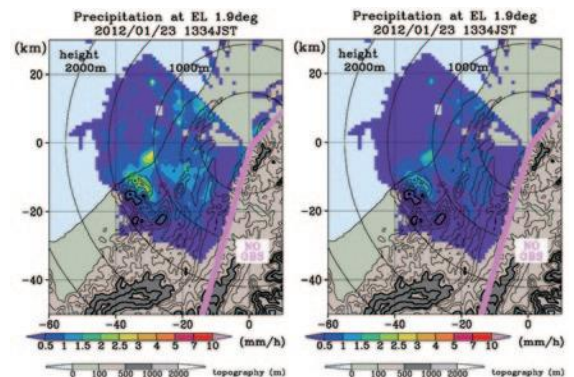 Precipitation at EL 1.9deg
2012/01/23 1334JST
(km)
height
2000m
1000m
20
0
-20
-40
NO
OBS
-60 -40 -20 0
0.5 1 1.5 2 2.5 3 4 5 7 10 (mm/h)
0 100 500 1000 2000 topography (m)
Precipitation at EL 1.9deg
2012/01/23 1334JST
(km)
height
2000m
1000m
20
0
-20
-40
NO
OBS
-60 -40 -20 0
0.5 1 1.5 2 2.5 3 4 5 7 10 (mm/h)
0 100 500 1000 2000 topography (m)